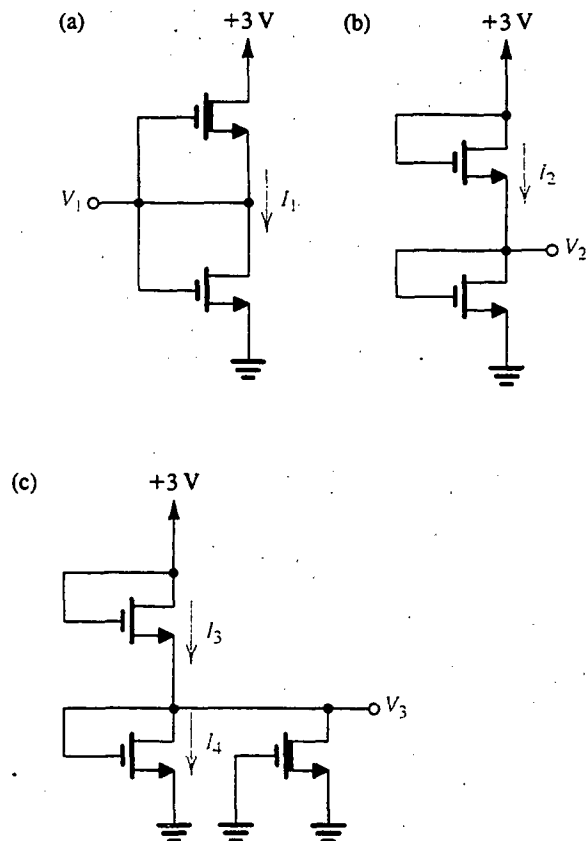 (a)
+3 V
(b)
+3 V
V₁
I₁
I₂
V₂
(c)
+3 V
I₃
I₄
V₃